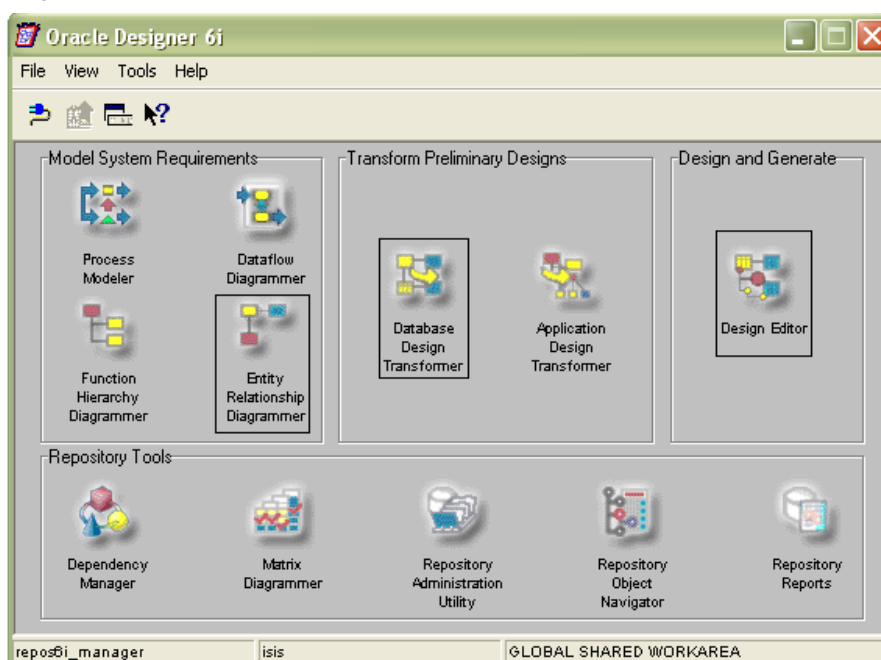 Oracle Designer 6i
File View Tools Help
Model System Requirements
Process
Modeler
Dataflow
Diagrammer
Function
Hierarchy
Diagrammer
Entity
Relationship
Diagrammer
Transform Preliminary Designs
Database
Design
Transformer
Application
Design
Transformer
Design and Generate
Design Editor
Repository Tools
Dependency
Manager
Matrix
Diagrammer
Repository
Administration
Utility
Repository
Object
Navigator
Repository
Reports
repos6i_manager isis GLOBAL SHARED WORKAREA